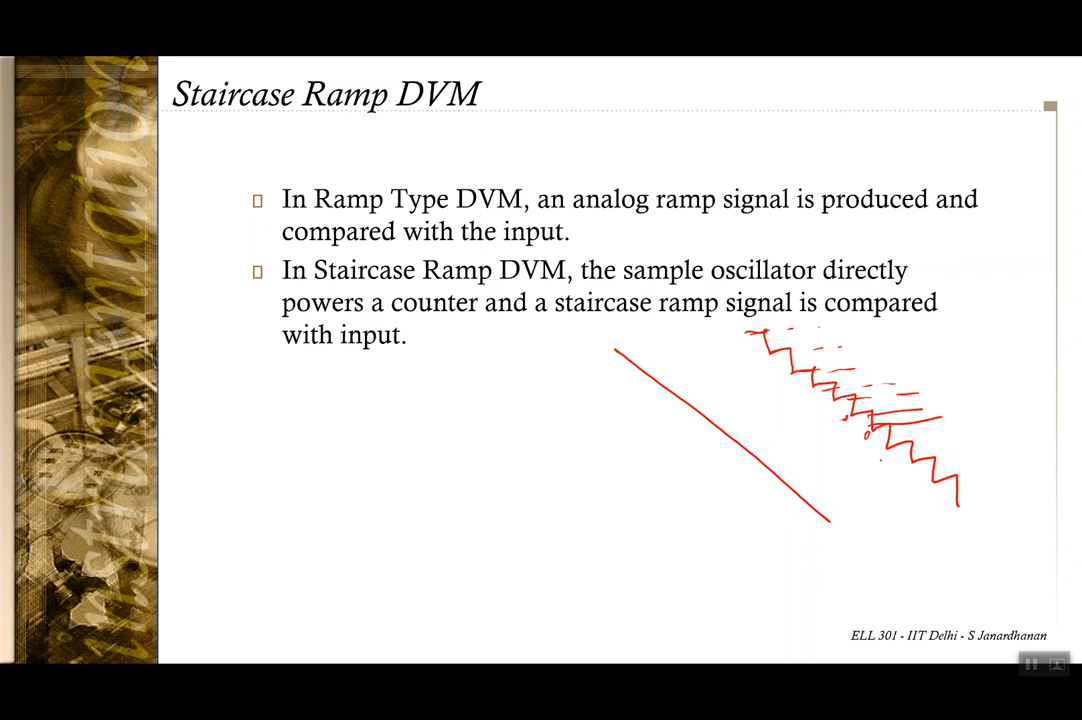 Staircase Ramp DVM
In Ramp Type DVM, an analog ramp signal is produced and
compared with the input.
In Staircase Ramp DVM, the sample oscillator directly
powers a counter and a staircase ramp signal is compared
with input.
ELL 301 - IIT Delhi - S Janardhanan
instrumentation